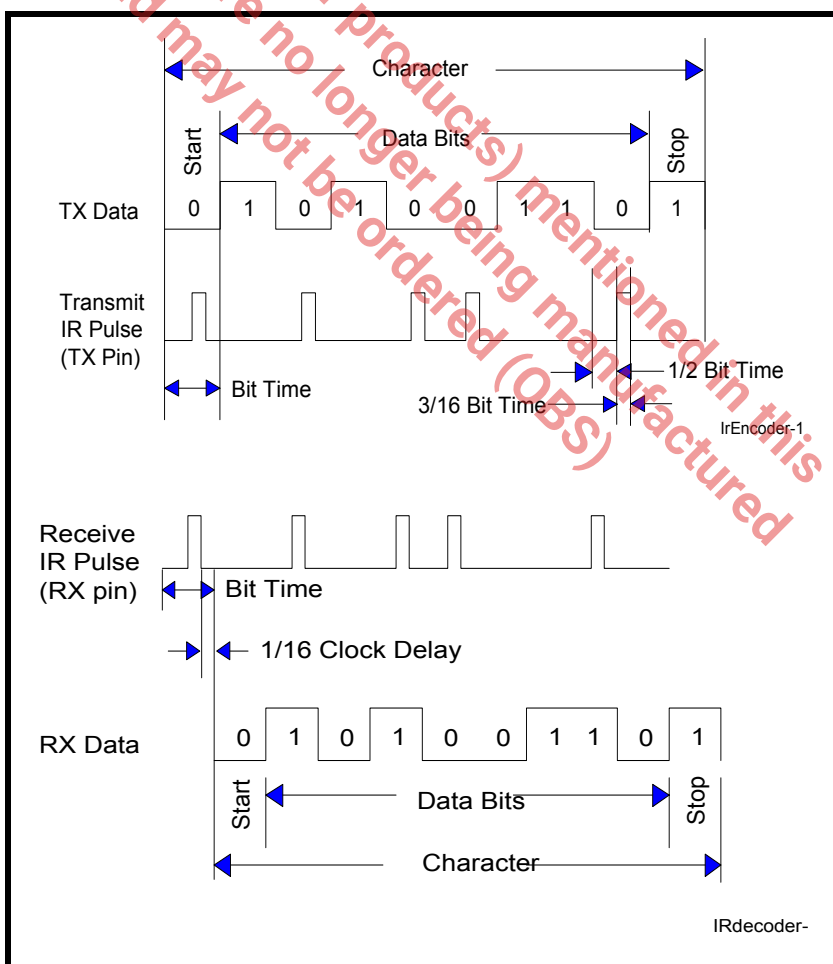 products) mentioned in this
are no longer being manufactured
and may not be ordered (OBS)
Character
Start
Data Bits
Stop
TX Data
0 1 0 1 0 0 1 1 0 1
Transmit
IR Pulse
(TX Pin)
Bit Time
1/2 Bit Time
3/16 Bit Time
IrEncoder-1
Receive
IR Pulse
(RX pin)
Bit Time
1/16 Clock Delay
RX Data
0 1 0 1 0 0 1 1 0 1
Start
Data Bits
Stop
Character
IRdecoder-